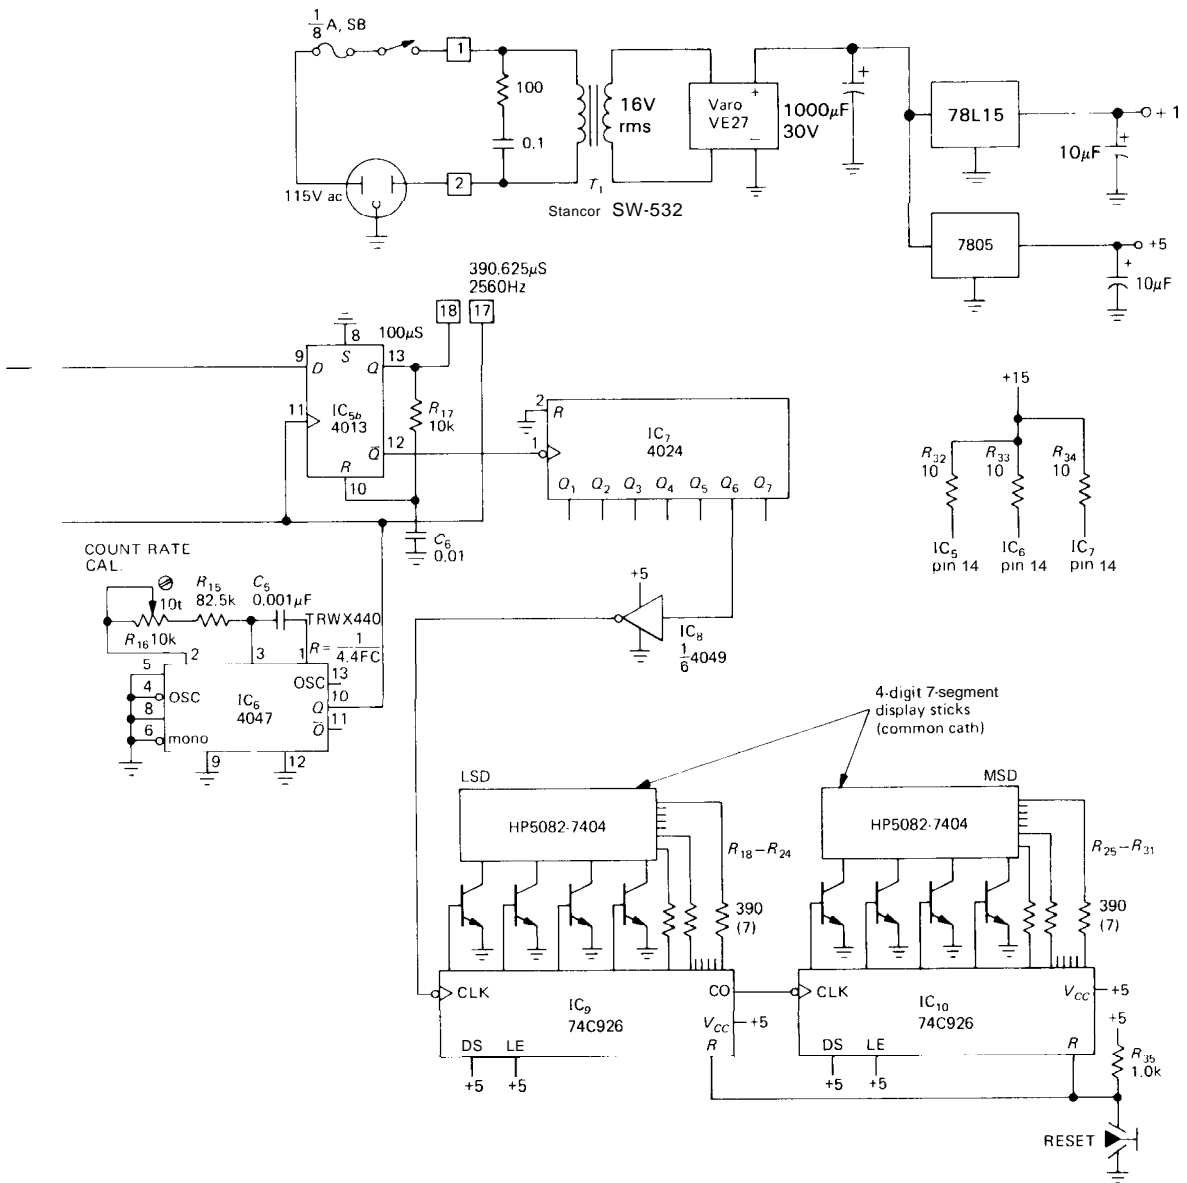 1/8 A, SB
1
100
0.1
115V ac
2
T1
Stancor SW-532
16V
rms
Varo
VE27
+
−
1000μF
30V
+
78L15
+ 1
+
10μF
7805
+5
+
10μF
390.625μS
2560Hz
18
17
100μS
8
9
D
S
Q
13
11
IC5b
4013
R
Q̅
12
10
R17
10k
C6
0.01
2
R
1
IC7
4024
Q1 Q2 Q3 Q4 Q5 Q6 Q7
+15
R32
10
R33
10
R34
10
IC5
pin 14
IC6
pin 14
IC7
pin 14
COUNT RATE
CAL.
10t
R16 10k
R15
82.5k
C5
0.001μF
TRWX440
R = 1/4.4FC
2
3
1
5
4
OSC
8
6
mono
IC6
4047
OSC
13
Q
10
Q̅
11
9
12
+5
IC8
1/6 4049
4-digit 7-segment
display sticks
(common cath)
LSD
HP5082-7404
R18–R24
390
(7)
MSD
HP5082-7404
R25–R31
390
(7)
CLK
IC9
74C926
CO
VCC
+5
R
DS
LE
+5
+5
CLK
IC10
74C926
VCC
+5
R
DS
LE
+5
+5
+5
R35
1.0k
RESET